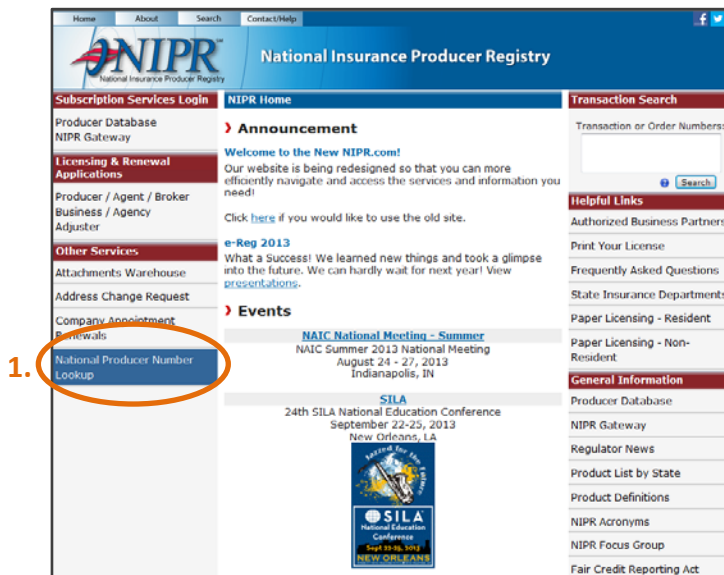 Home About Search Contact/Help
NIPR
National Insurance Producer Registry
National Insurance Producer Registry
Subscription Services Login
Producer Database
NIPR Gateway
Licensing & Renewal
Applications
Producer / Agent / Broker
Business / Agency
Adjuster
Other Services
Attachments Warehouse
Address Change Request
Company Appointment
Renewals
1.
National Producer Number
Lookup
NIPR Home
Announcement
Welcome to the New NIPR.com!
Our website is being redesigned so that you can more
efficiently navigate and access the services and information you
need!
Click here if you would like to use the old site.
e-Reg 2013
What a Success! We learned new things and took a glimpse
into the future. We can hardly wait for next year! View
presentations.
Events
NAIC National Meeting - Summer
NAIC Summer 2013 National Meeting
August 24 - 27, 2013
Indianapolis, IN
SILA
24th SILA National Education Conference
September 22-25, 2013
New Orleans, LA
Jazzed for the Future
SILA
National Education
Conference
Sept 22-25, 2013
NEW ORLEANS
Transaction Search
Transaction or Order Numbers:
Search
Helpful Links
Authorized Business Partners
Print Your License
Frequently Asked Questions
State Insurance Departments
Paper Licensing - Resident
Paper Licensing - Non-
Resident
General Information
Producer Database
NIPR Gateway
Regulator News
Product List by State
Product Definitions
NIPR Acronyms
NIPR Focus Group
Fair Credit Reporting Act